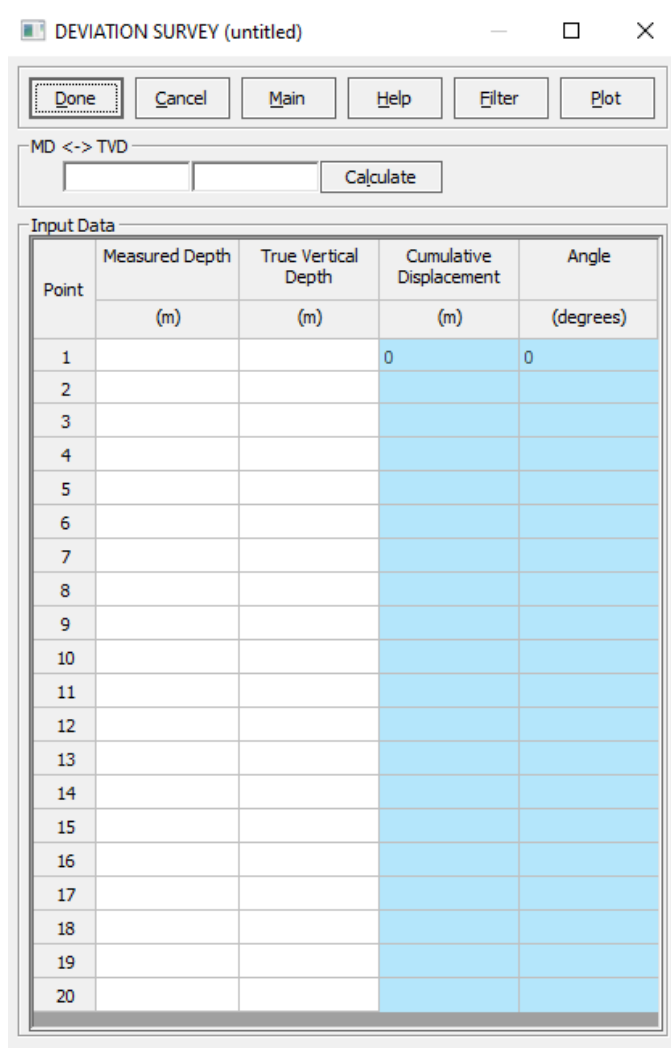 DEVIATION SURVEY (untitled)
Done Cancel Main Help Filter Plot
MD <-> TVD
Calculate
Input Data
Point Measured Depth True Vertical Depth Cumulative Displacement Angle
(m) (m) (m) (degrees)
1 0 0
2
3
4
5
6
7
8
9
10
11
12
13
14
15
16
17
18
19
20